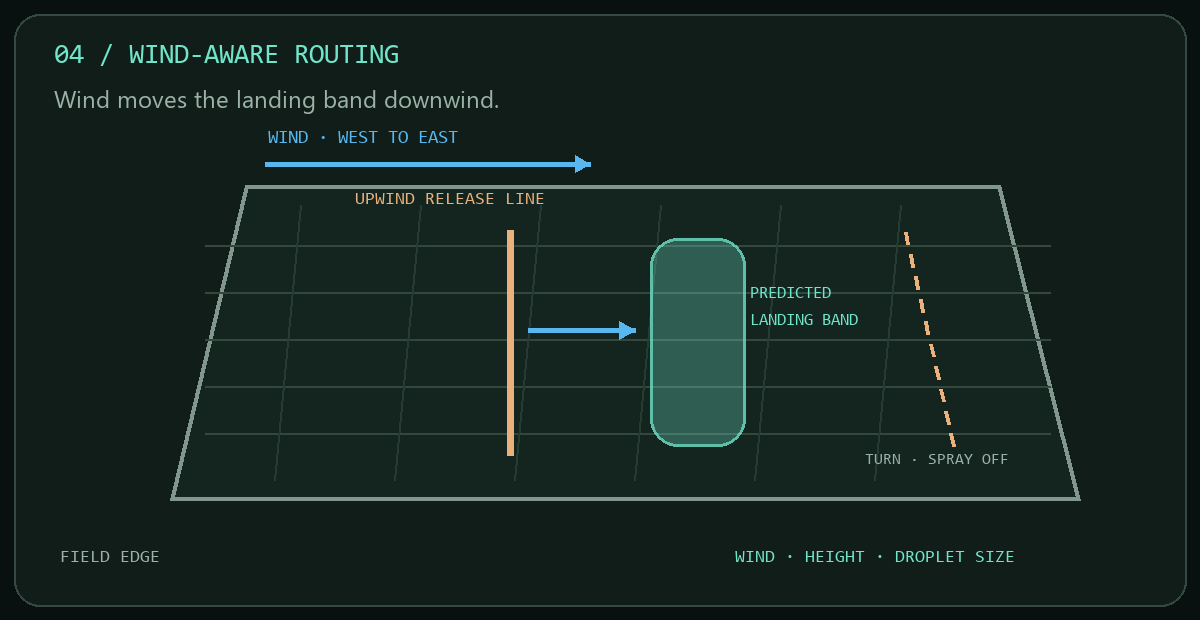 04 / WIND-AWARE ROUTING
Wind moves the landing band downwind.
WIND · WEST TO EAST
UPWIND RELEASE LINE
PREDICTED
LANDING BAND
TURN · SPRAY OFF
FIELD EDGE
WIND · HEIGHT · DROPLET SIZE